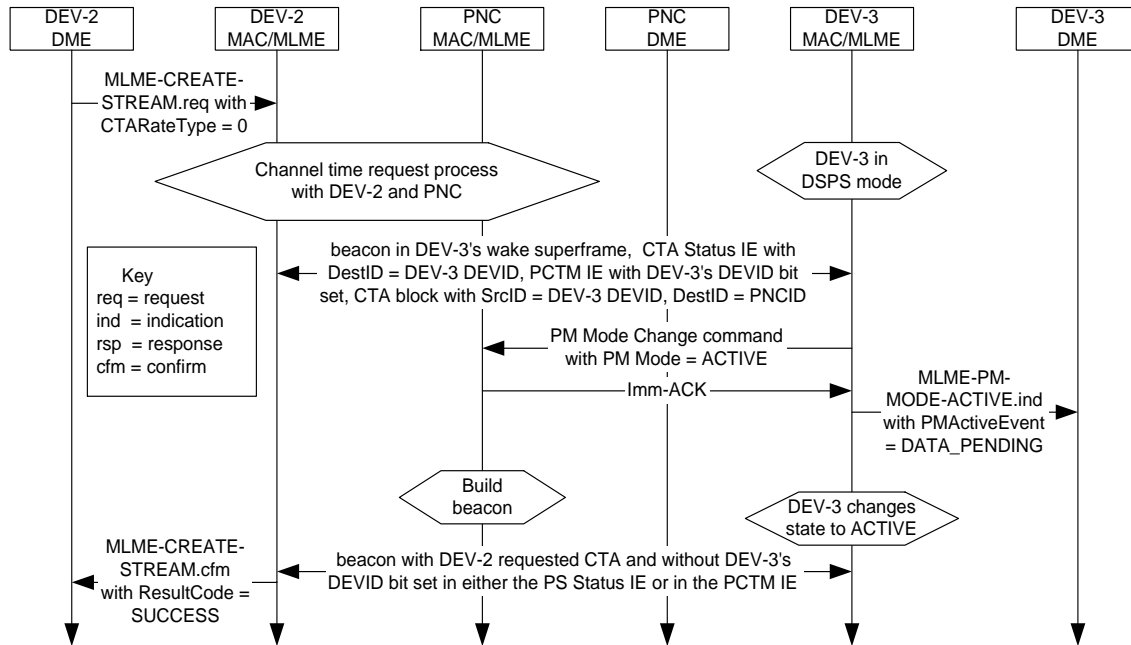 DEV-2
DME
DEV-2
MAC/MLME
PNC
MAC/MLME
PNC
DME
DEV-3
MAC/MLME
DEV-3
DME
MLME-CREATE-
STREAM.req with
CTARateType = 0
Channel time request process
with DEV-2 and PNC
DEV-3 in
DSPS mode
beacon in DEV-3's wake superframe, CTA Status IE with
DestID = DEV-3 DEVID, PCTM IE with DEV-3's DEVID bit
set, CTA block with SrcID = DEV-3 DEVID, DestID = PNCID
Key
req = request
ind = indication
rsp = response
cfm = confirm
PM Mode Change command
with PM Mode = ACTIVE
Imm-ACK
MLME-PM-
MODE-ACTIVE.ind
with PMActiveEvent
= DATA_PENDING
Build
beacon
DEV-3 changes
state to ACTIVE
MLME-CREATE-
STREAM.cfm
with ResultCode =
SUCCESS
beacon with DEV-2 requested CTA and without DEV-3's
DEVID bit set in either the PS Status IE or in the PCTM IE